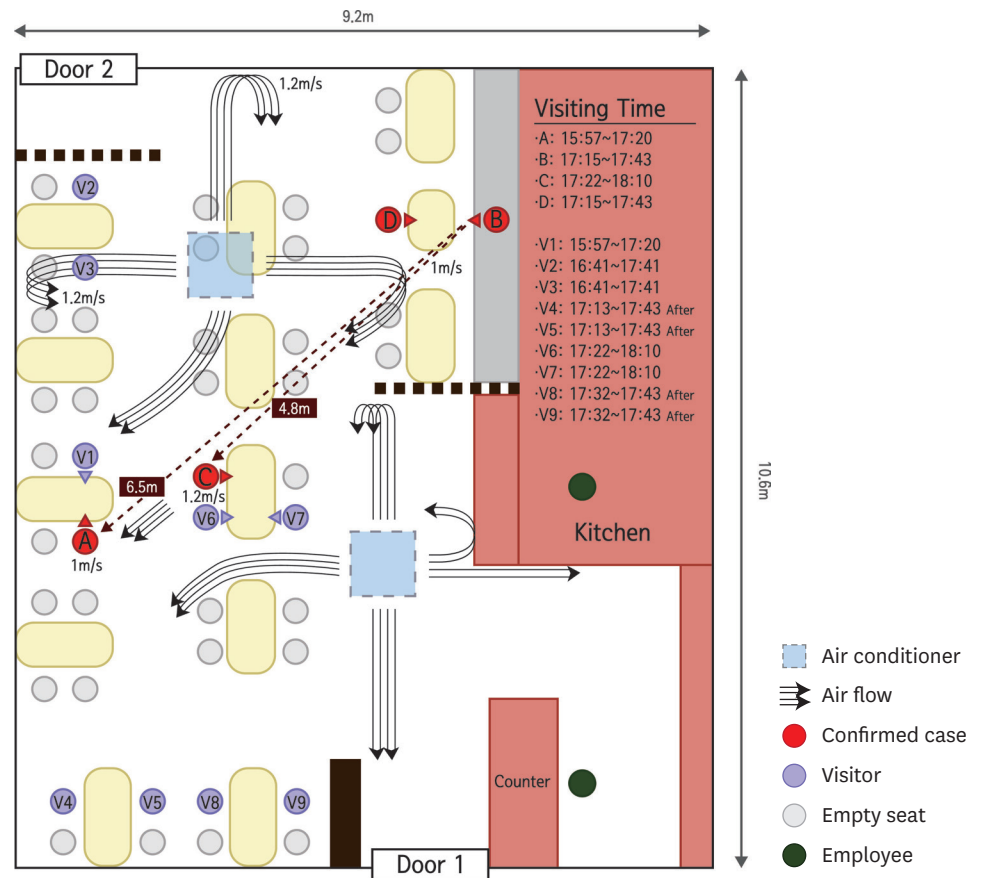 9.2m
Door 2
1.2m/s
Visiting Time
·A: 15:57~17:20
·B: 17:15~17:43
·C: 17:22~18:10
·D: 17:15~17:43
·V1: 15:57~17:20
·V2: 16:41~17:41
·V3: 16:41~17:41
·V4: 17:13~17:43 After
·V5: 17:13~17:43 After
·V6: 17:22~18:10
·V7: 17:22~18:10
·V8: 17:32~17:43 After
·V9: 17:32~17:43 After
V2
D
B
1m/s
V3
1.2m/s
4.8m
V1
6.5m
C
1.2m/s
V6
V7
A
1m/s
Kitchen
10.6m
V4
V5
V8
V9
Counter
Door 1
Air conditioner
Air flow
Confirmed case
Visitor
Empty seat
Employee